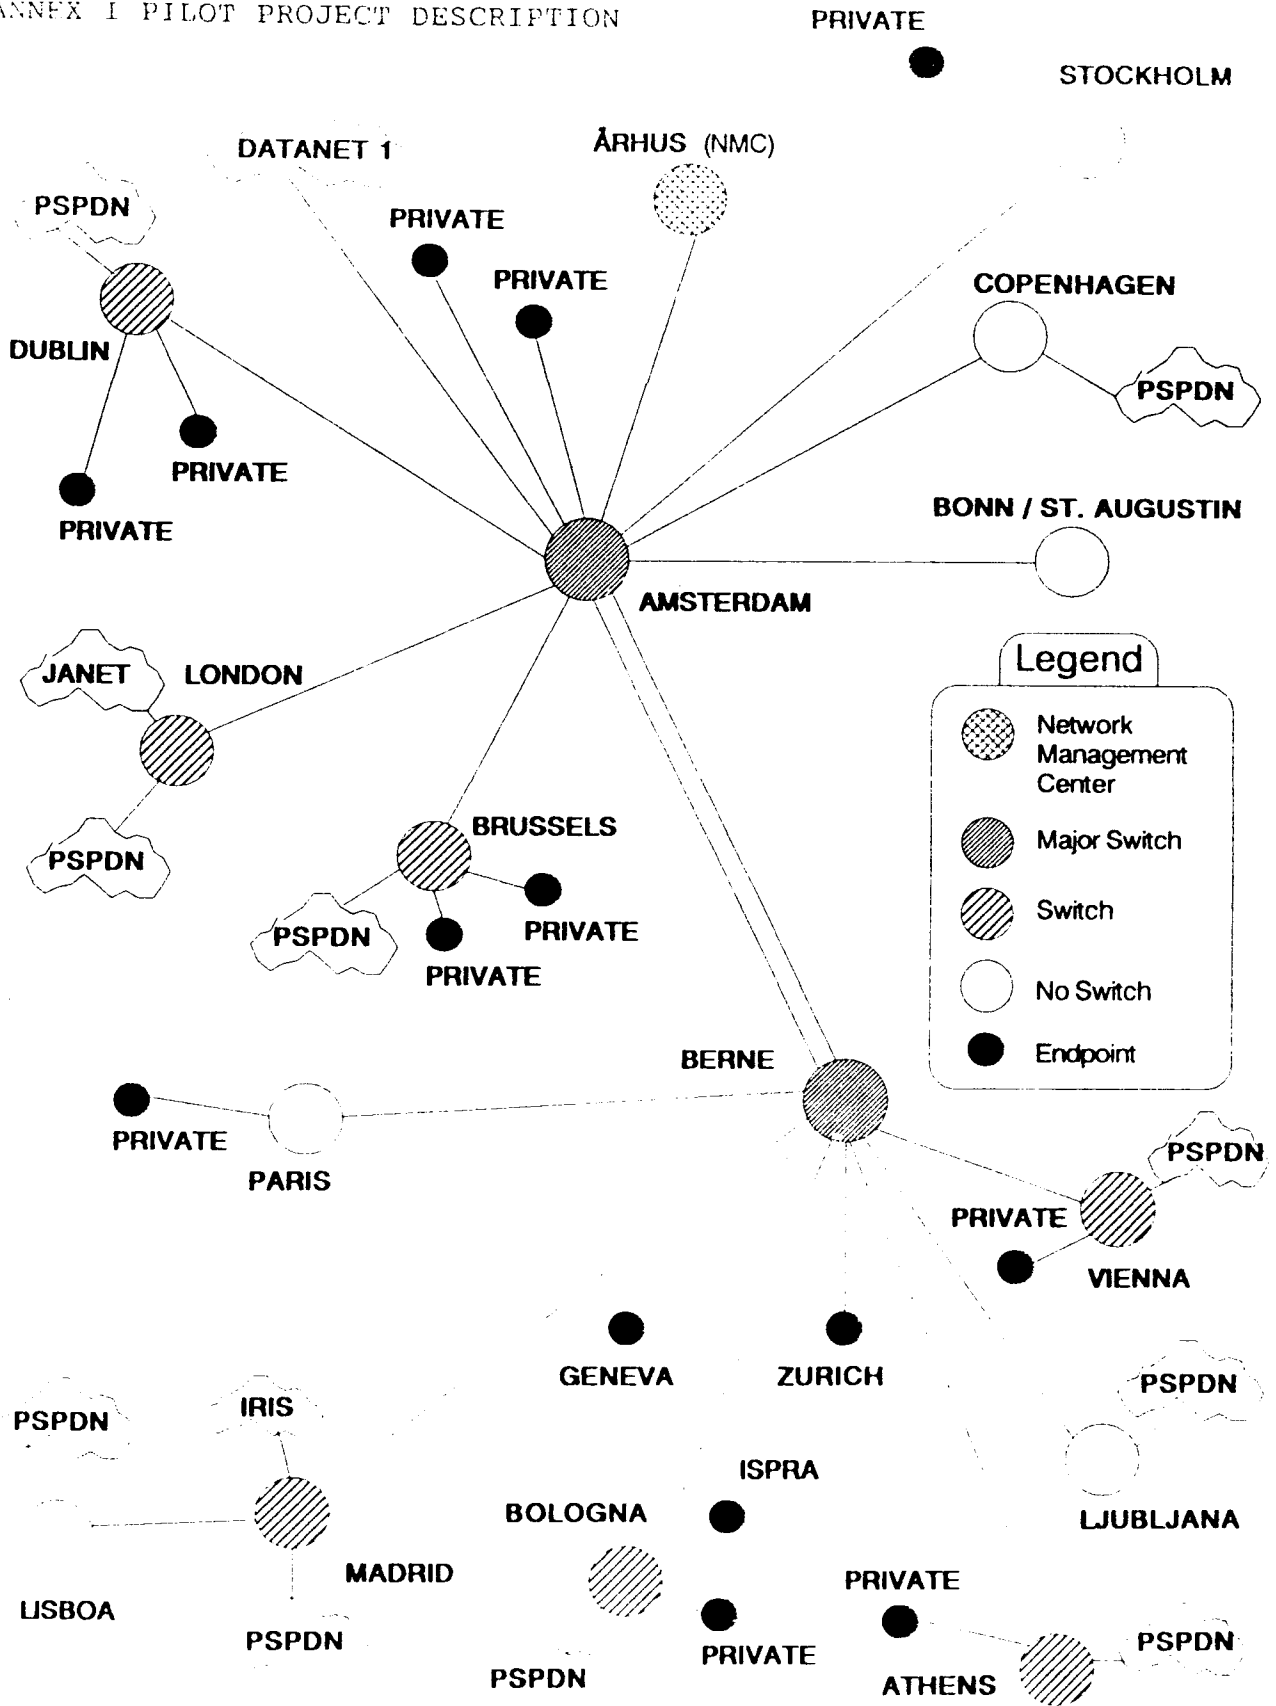 ANNEX I PILOT PROJECT DESCRIPTION
PRIVATE
STOCKHOLM
DATANET 1
ÅRHUS (NMC)
PSPDN
PRIVATE
PRIVATE
COPENHAGEN
DUBLIN
PSPDN
PRIVATE
PRIVATE
BONN / ST. AUGUSTIN
AMSTERDAM
JANET
LONDON
Legend
Network
Management
Center
Major Switch
Switch
No Switch
Endpoint
BRUSSELS
PSPDN
PSPDN
PRIVATE
PRIVATE
BERNE
PRIVATE
PARIS
PSPDN
PRIVATE
VIENNA
GENEVA
ZURICH
PSPDN
PSPDN
IRIS
ISPRA
BOLOGNA
LJUBLJANA
MADRID
PRIVATE
LISBOA
PSPDN
PRIVATE
PSPDN
PSPDN
ATHENS